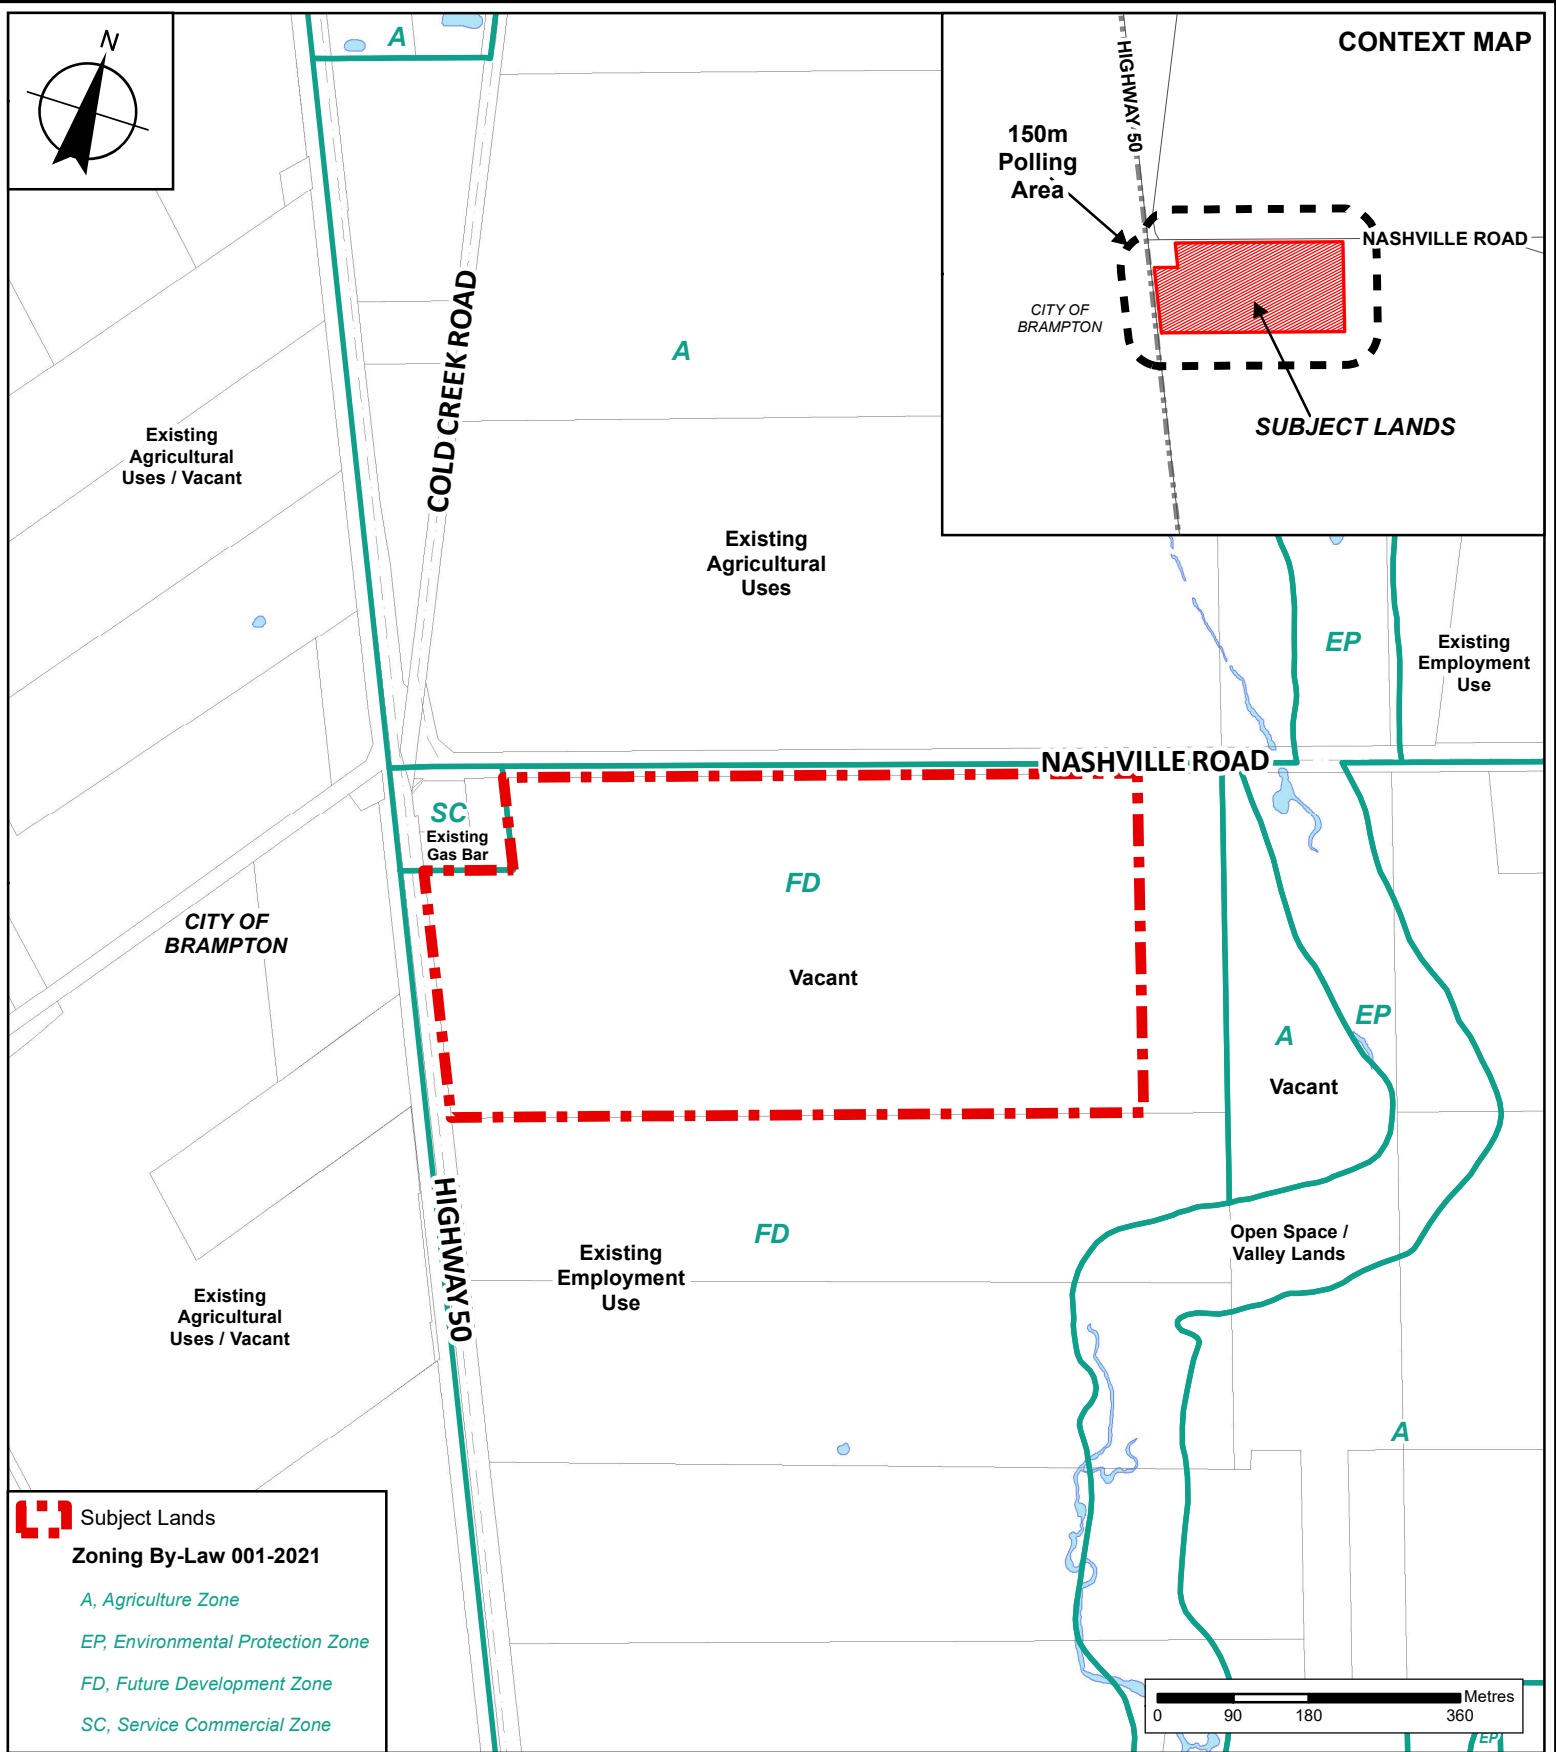 N
A
CONTEXT MAP
HIGHWAY 50
150m
Polling
Area
NASHVILLE ROAD
CITY OF
BRAMPTON
SUBJECT LANDS
COLD CREEK ROAD
A
Existing
Agricultural
Uses / Vacant
Existing
Agricultural
Uses
EP
Existing
Employment
Use
NASHVILLE ROAD
SC
Existing
Gas Bar
FD
CITY OF
BRAMPTON
Vacant
EP
A
Vacant
HIGHWAY 50
FD
Open Space /
Valley Lands
Existing
Employment
Use
Existing
Agricultural
Uses / Vacant
A
Subject Lands
Zoning By-Law 001-2021
A, Agriculture Zone
EP, Environmental Protection Zone
FD, Future Development Zone
SC, Service Commercial Zone
Metres
0 90 180 360
EP